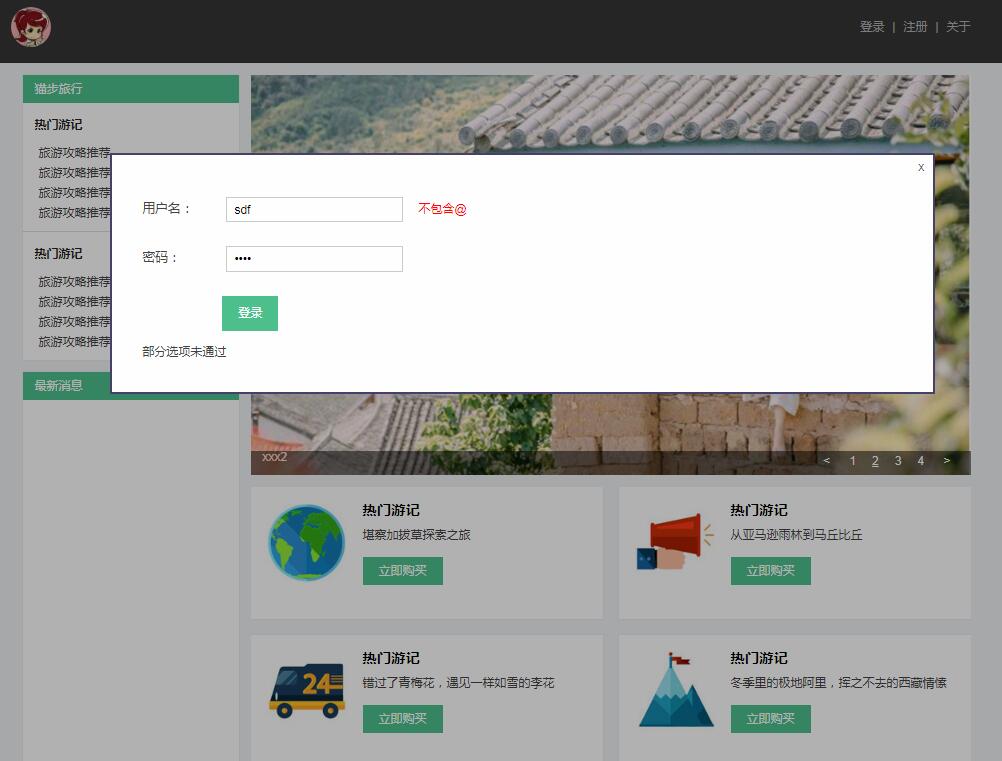 登录 | 注册 | 关于
猫步旅行
热门游记
旅游攻略推荐
旅游攻略推荐
旅游攻略推荐
旅游攻略推荐
热门游记
旅游攻略推荐
旅游攻略推荐
旅游攻略推荐
旅游攻略推荐
最新消息
x
用户名： sdf 不包含@
密码： ••••
登录
部分选项未通过
xxx2 < 1 2 3 4 >
热门游记
堪察加拔草探索之旅
立即购买
热门游记
从亚马逊雨林到马丘比丘
立即购买
24
热门游记
错过了青梅花，遇见一样如雪的李花
立即购买
热门游记
冬季里的极地阿里，挥之不去的西藏情愫
立即购买